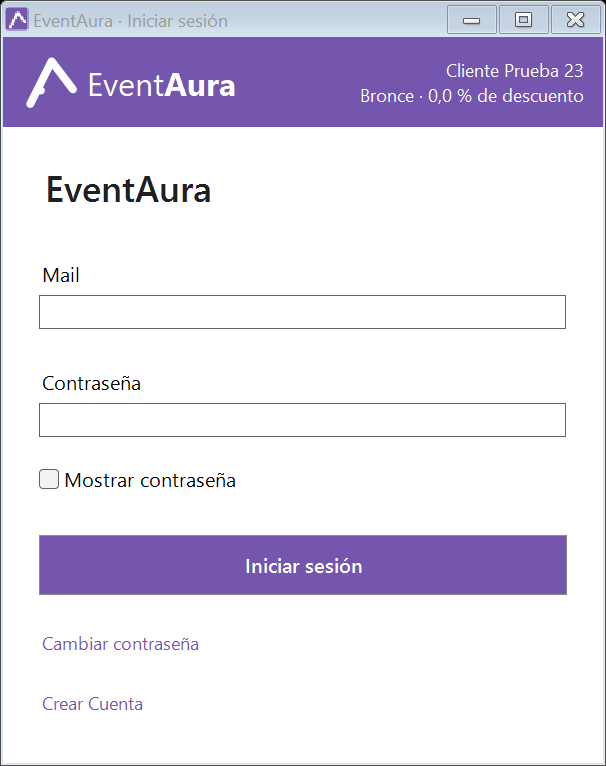 EventAura · Iniciar sesión
EventAura
Cliente Prueba 23
Bronce · 0,0 % de descuento
EventAura
Mail
Contraseña
Mostrar contraseña
Iniciar sesión
Cambiar contraseña
Crear Cuenta